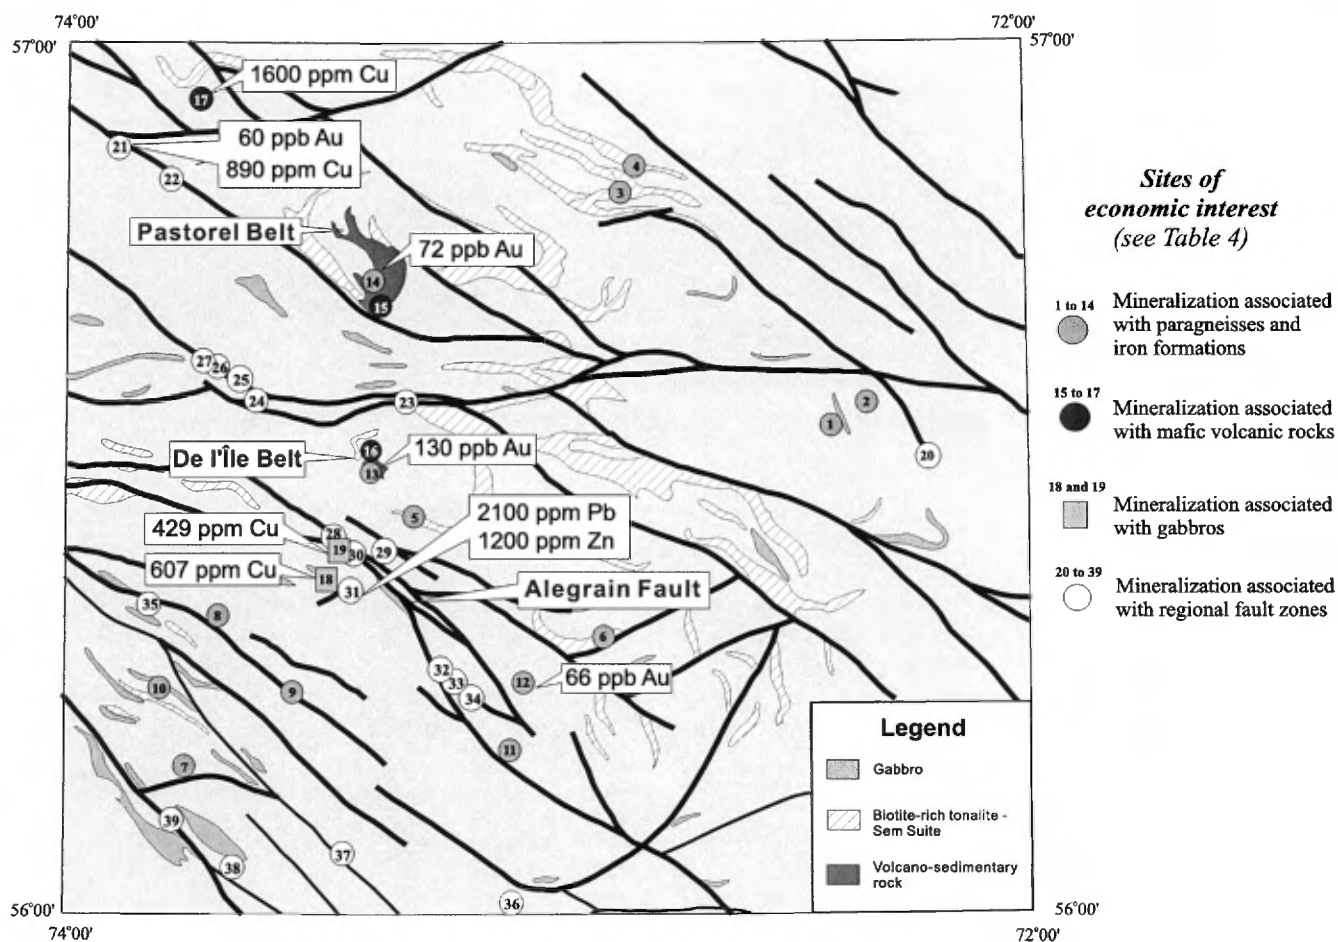 74°00'
72°00'
57°00'
57°00'
1600 ppm Cu
17
60 ppb Au
890 ppm Cu
21
22
4
3
Pastorel Belt
72 ppb Au
14
15
27
26
25
24
23
2
1
20
De l'Île Belt
16
13
130 ppb Au
5
2100 ppm Pb
1200 ppm Zn
429 ppm Cu
28
19
30
29
607 ppm Cu
18
31
Alegrain Fault
35
8
6
32
33
34
12
66 ppb Au
10
9
11
7
39
38
37
36
Legend
Gabbro
Biotite-rich tonalite -
Sem Suite
Volcano-sedimentary
rock
56°00'
56°00'
74°00'
72°00'
Sites of
economic interest
(see Table 4)
1 to 14
Mineralization associated
with paragneisses and
iron formations
15 to 17
Mineralization associated
with mafic volcanic rocks
18 and 19
Mineralization associated
with gabbros
20 to 39
Mineralization associated
with regional fault zones